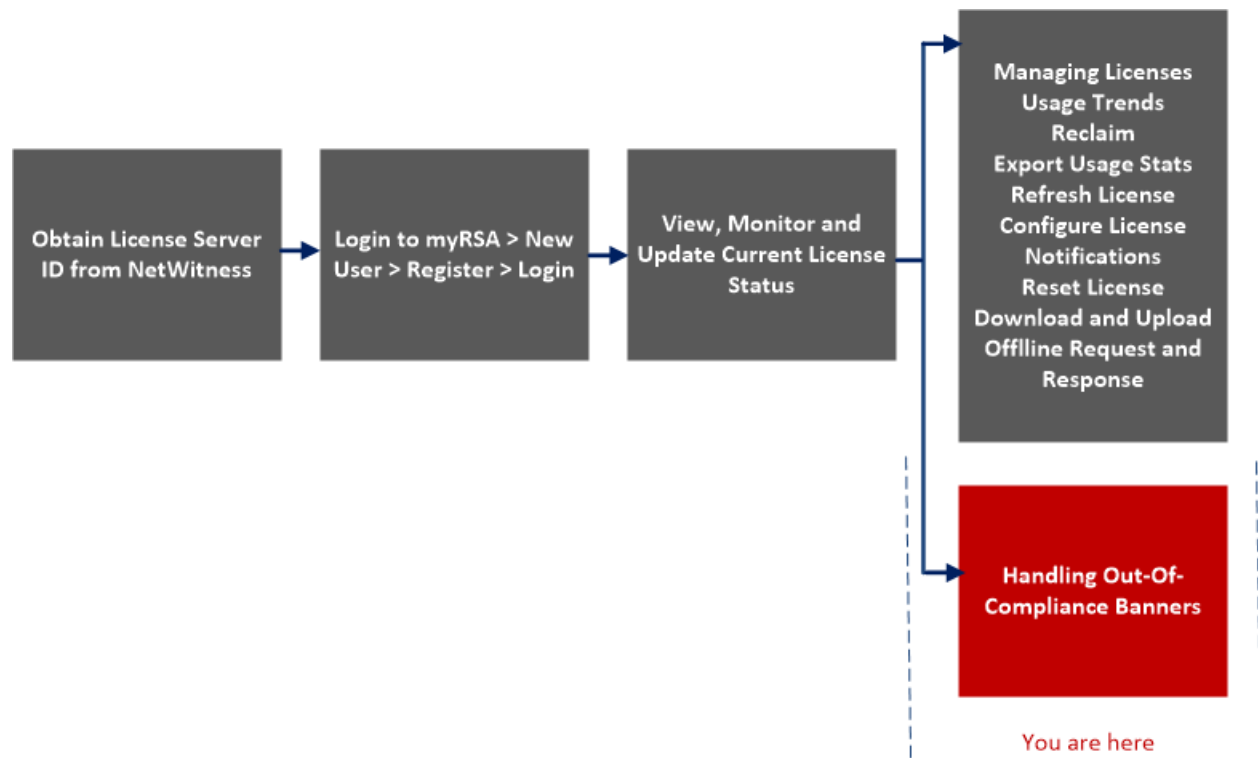 Obtain License Server
ID from NetWitness
Login to myRSA > New
User > Register > Login
View, Monitor and
Update Current License
Status
Managing Licenses
Usage Trends
Reclaim
Export Usage Stats
Refresh License
Configure License
Notifications
Reset License
Download and Upload
Offlline Request and
Response
Handling Out-Of-
Compliance Banners
You are here